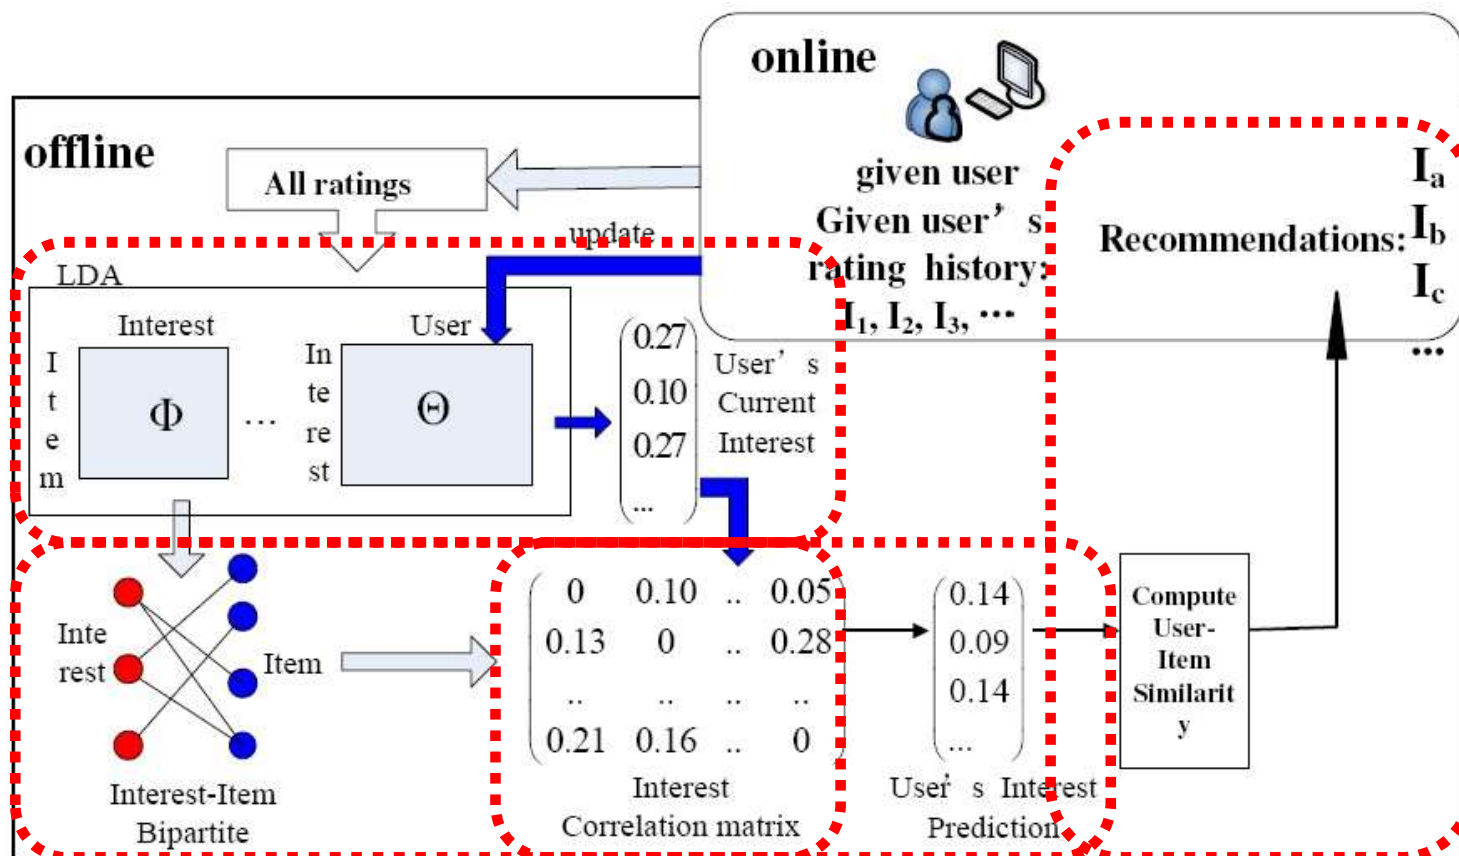 online
offline
All ratings
given user
Given user’ s
rating history:
I1, I2, I3, ···
Recommendations:
Ia
Ib
Ic
...
update
LDA
Interest
User
I
t
e
m
Φ
...
In
te
re
st
Θ
0.27
0.10
0.27
...
User’ s
Current
Interest
Inte
rest
Item
Interest-Item
Bipartite
0 0.10 .. 0.05
0.13 0 .. 0.28
.. .. .. ..
0.21 0.16 .. 0
Interest
Correlation matrix
0.14
0.09
0.14
...
User’ s Interest
Prediction
Compute
User-
Item
Similarit
y